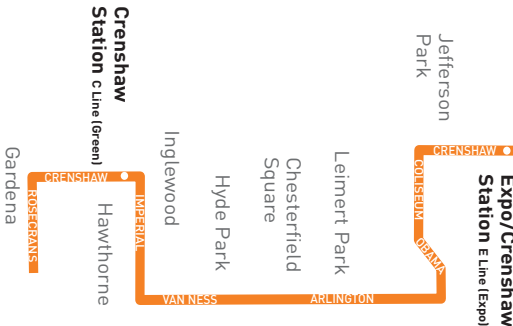 Expo/Crenshaw
Station E Line (Expo)
CRENSHAW
Jefferson
Park
COLISEUM
OBAMA
ARLINGTON
Leimert Park
Chesterfield
Square
VAN NESS
Hyde Park
Inglewood
IMPERIAL
Crenshaw
Station C Line (Green)
Hawthorne
CRENSHAW
ROSECRANS
Gardena